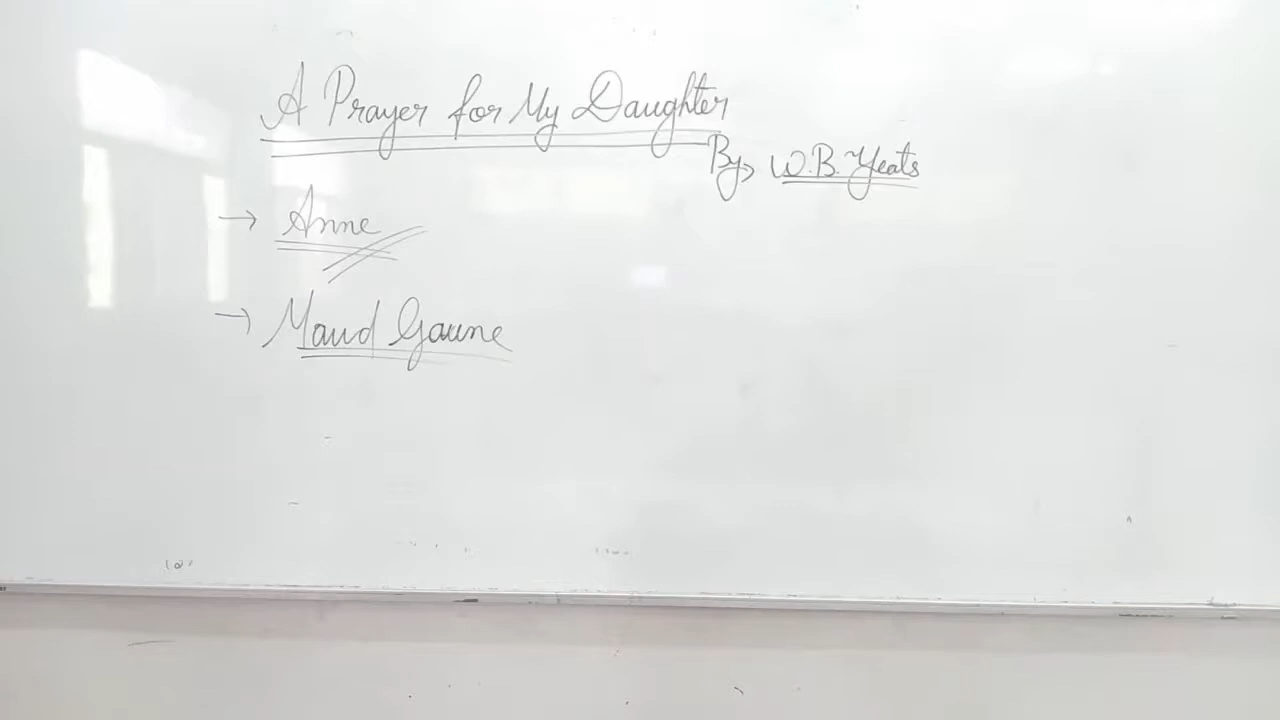 A Prayer for My Daughter
By, W.B. Yeats
→ Anne
→ Maud Gaune